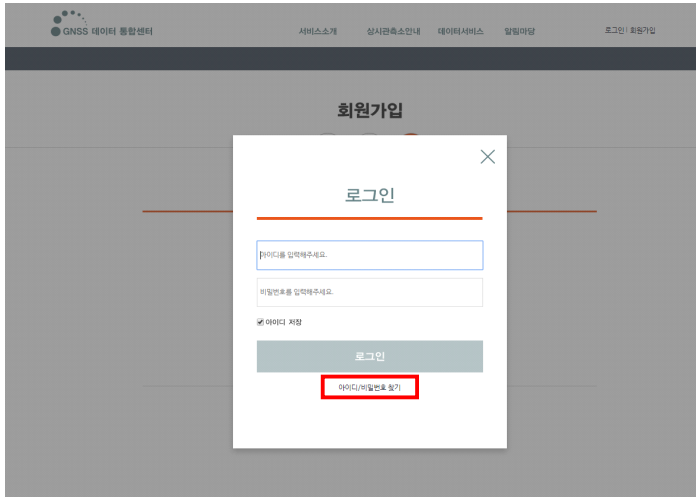 GNSS 데이터 통합센터
서비스소개 상시관측소안내 데이터서비스 알림마당 로그인 | 회원가입
회원가입
로그인
아이디를 입력해주세요.
비밀번호를 입력해주세요.
아이디 저장
로그인
아이디/비밀번호 찾기